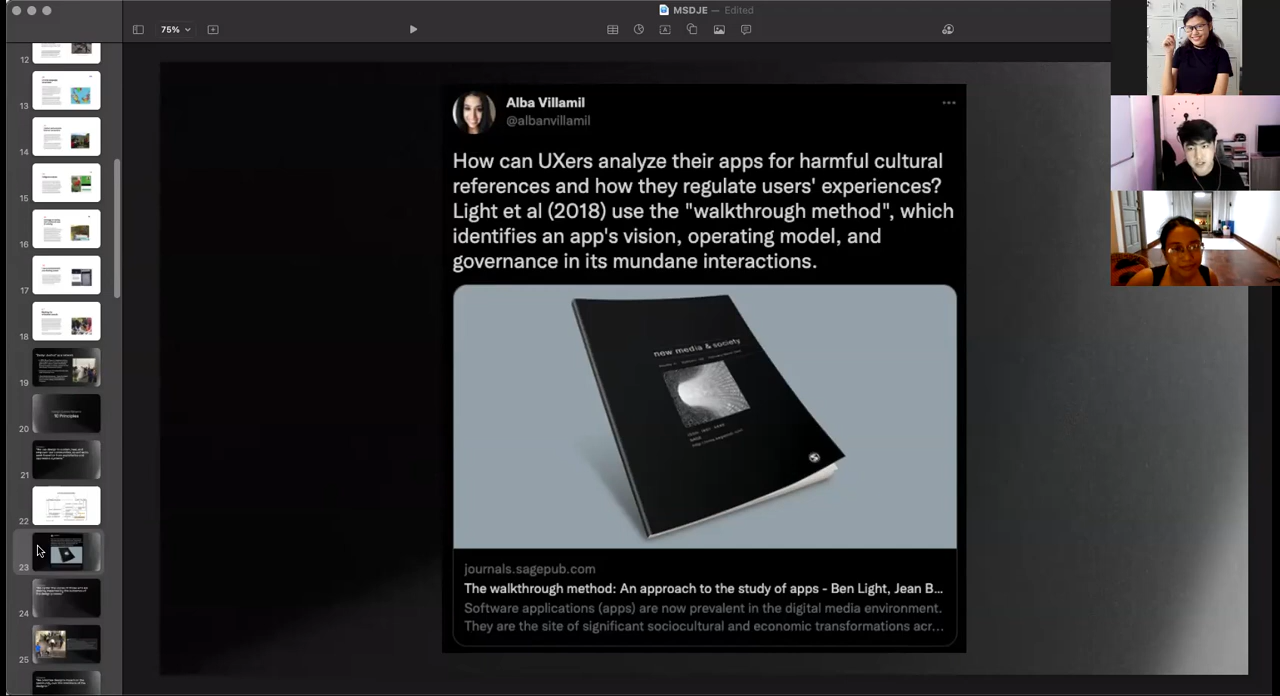 MSDJE — Edited
75%
Alba Villamil
@albanvillamil
How can UXers analyze their apps for harmful cultural
references and how they regulate users' experiences?
Light et al (2018) use the "walkthrough method", which
identifies an app's vision, operating model, and
governance in its mundane interactions.
new media & society
journals.sagepub.com
The walkthrough method: An approach to the study of apps - Ben Light, Jean B...
Software applications (apps) are now prevalent in the digital media environment.
They are the site of significant sociocultural and economic transformations acr...
12
13
14
15
16
17
18
19
20
10 Principles
21
22
23
24
25